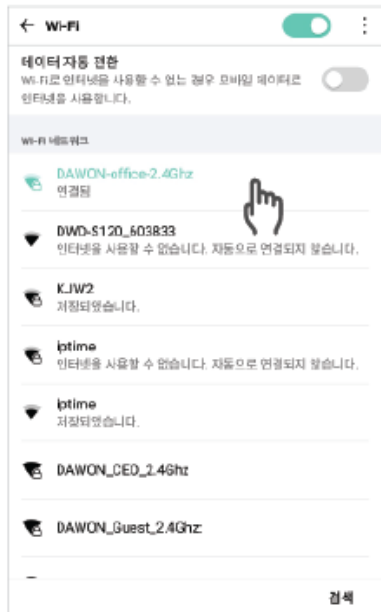 Wi-Fi
데이터 자동 전환
Wi-Fi로 인터넷을 사용할 수 없는 경우 모바일 데이터로
인터넷을 사용합니다.
Wi-Fi 네트워크
DAWON-office-2.4Ghz
연결됨
DWD-S120_603833
인터넷을 사용할 수 없습니다. 자동으로 연결되지 않습니다.
KJW2
저장되었습니다.
iptime
인터넷을 사용할 수 없습니다. 자동으로 연결되지 않습니다.
iptime
저장되었습니다.
DAWON_CEO_2.4Ghz
DAWON_Guest_2.4Ghz
검색